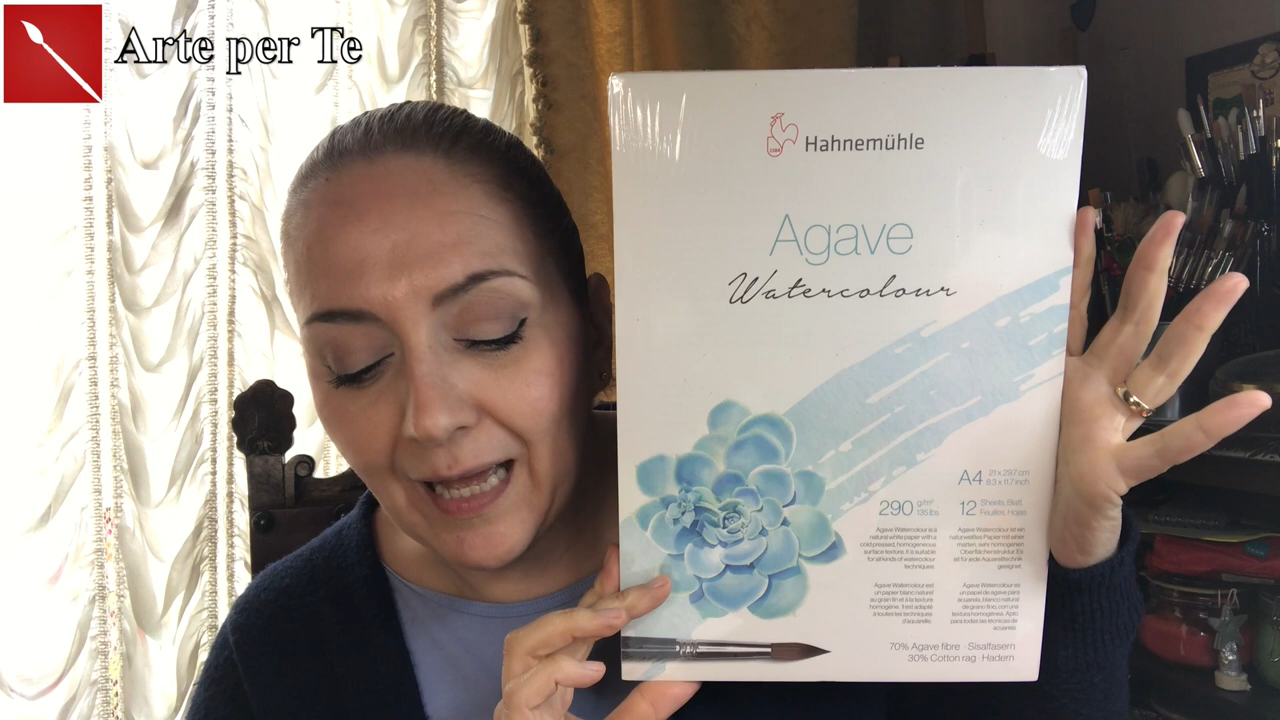 Arte per Te
1584
Hahnemühle
Agave
Watercolour
A4 21 x 29.7 cm
8.3 x 11.7 inch
290 g/m²
135 lbs
12 Sheets, Blatt,
Feuilles, Hojas
Agave Watercolour is a
natural white paper with a
cold pressed, homogeneous
surface texture. It is suitable
for all kinds of watercolour
techniques.
Agave Watercolour ist ein
naturweißes Papier mit einer
matten, sehr homogenen
Oberflächenstruktur. Es
ist für jede Aquarelltechnik
geeignet.
Agave Watercolour est
un papier blanc naturel
au grain fin et à la texture
homogène. Il est adapté
à toutes les techniques
d'aquarelle.
Agave Watercolour es
un papel de agave para
acuarela, blanco natural
de grano fino, con una
textura homogénea. Apto
para todas las técnicas de
acuarela.
70% Agave fibre · Sisalfasern
30% Cotton rag · Hadern